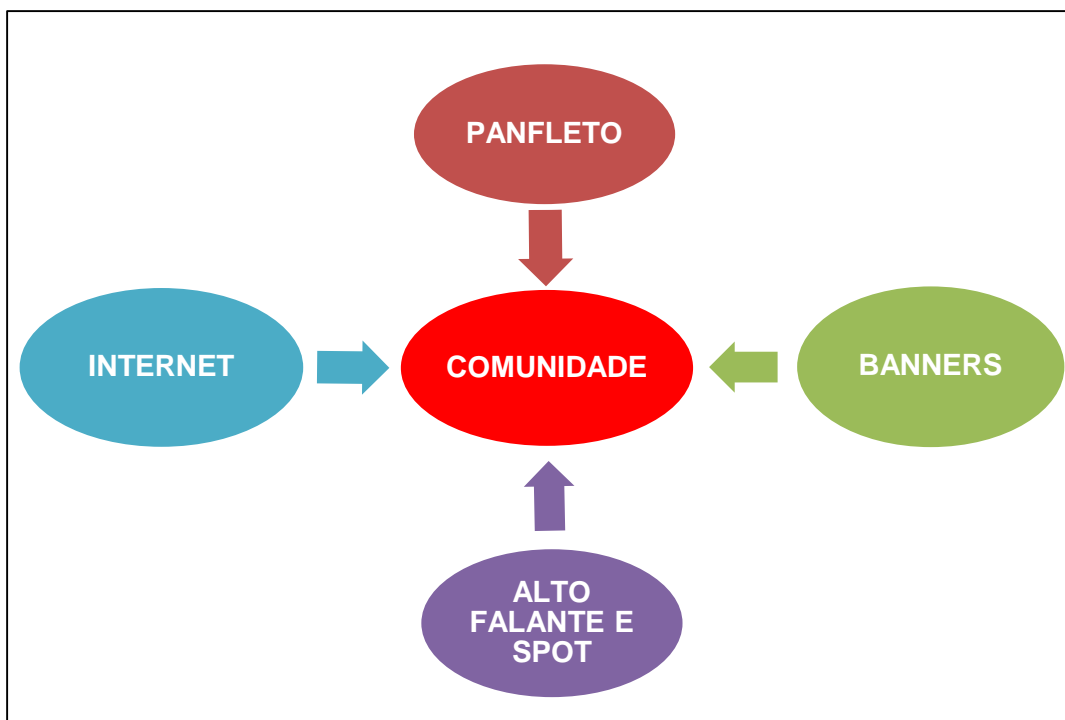 PANFLETO
INTERNET
COMUNIDADE
BANNERS
ALTO
FALANTE E
SPOT